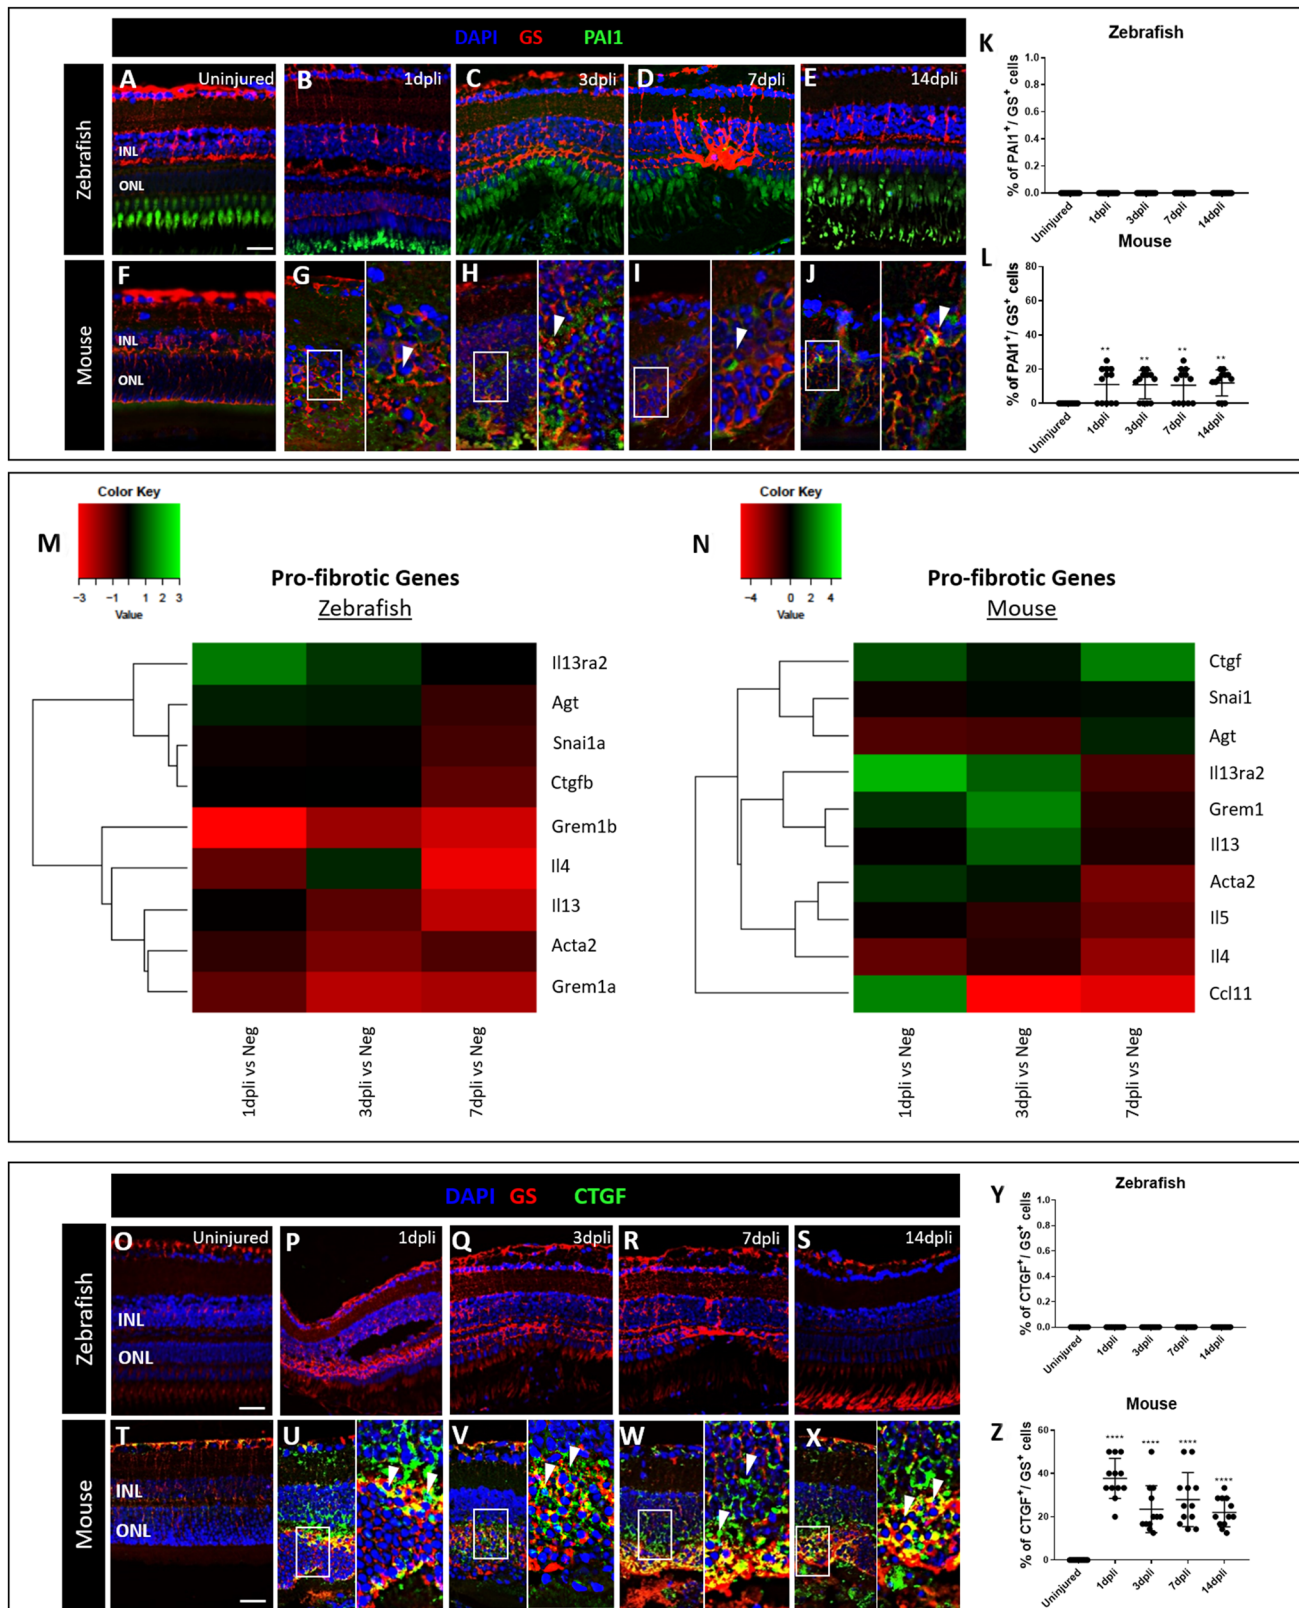 DAPI GS PAI1
Zebrafish
A Uninjured
INL
ONL
B 1dpli
C 3dpli
D 7dpli
E 14dpli
Mouse
F
INL
ONL
G
H
I
J
K
Zebrafish
% of PAI1+/ GS+ cells
1.0
0.8
0.6
0.4
0.2
0.0
Uninjured 1dpli 3dpli 7dpli 14dpli
L
Mouse
% of PAI1+/ GS+ cells
80
60
40
20
0
** ** ** **
Uninjured 1dpli 3dpli 7dpli 14dpli
M
Color Key
-3 -1 1 2 3
Value
Pro-fibrotic Genes
Zebrafish
Il13ra2
Agt
Snai1a
Ctgfb
Grem1b
Il4
Il13
Acta2
Grem1a
1dpli vs Neg
3dpli vs Neg
7dpli vs Neg
N
Color Key
-4 0 2 4
Value
Pro-fibrotic Genes
Mouse
Ctgf
Snai1
Agt
Il13ra2
Grem1
Il13
Acta2
Il5
Il4
Ccl11
1dpli vs Neg
3dpli vs Neg
7dpli vs Neg
DAPI GS CTGF
Zebrafish
O Uninjured
INL
ONL
P 1dpli
Q 3dpli
R 7dpli
S 14dpli
Mouse
T
INL
ONL
U
V
W
X
Y
Zebrafish
% of CTGF+/ GS+ cells
1.0
0.8
0.6
0.4
0.2
0.0
Uninjured 1dpli 3dpli 7dpli 14dpli
Z
Mouse
% of CTGF+/ GS+ cells
60
40
20
0
**** **** **** ****
Uninjured 1dpli 3dpli 7dpli 14dpli